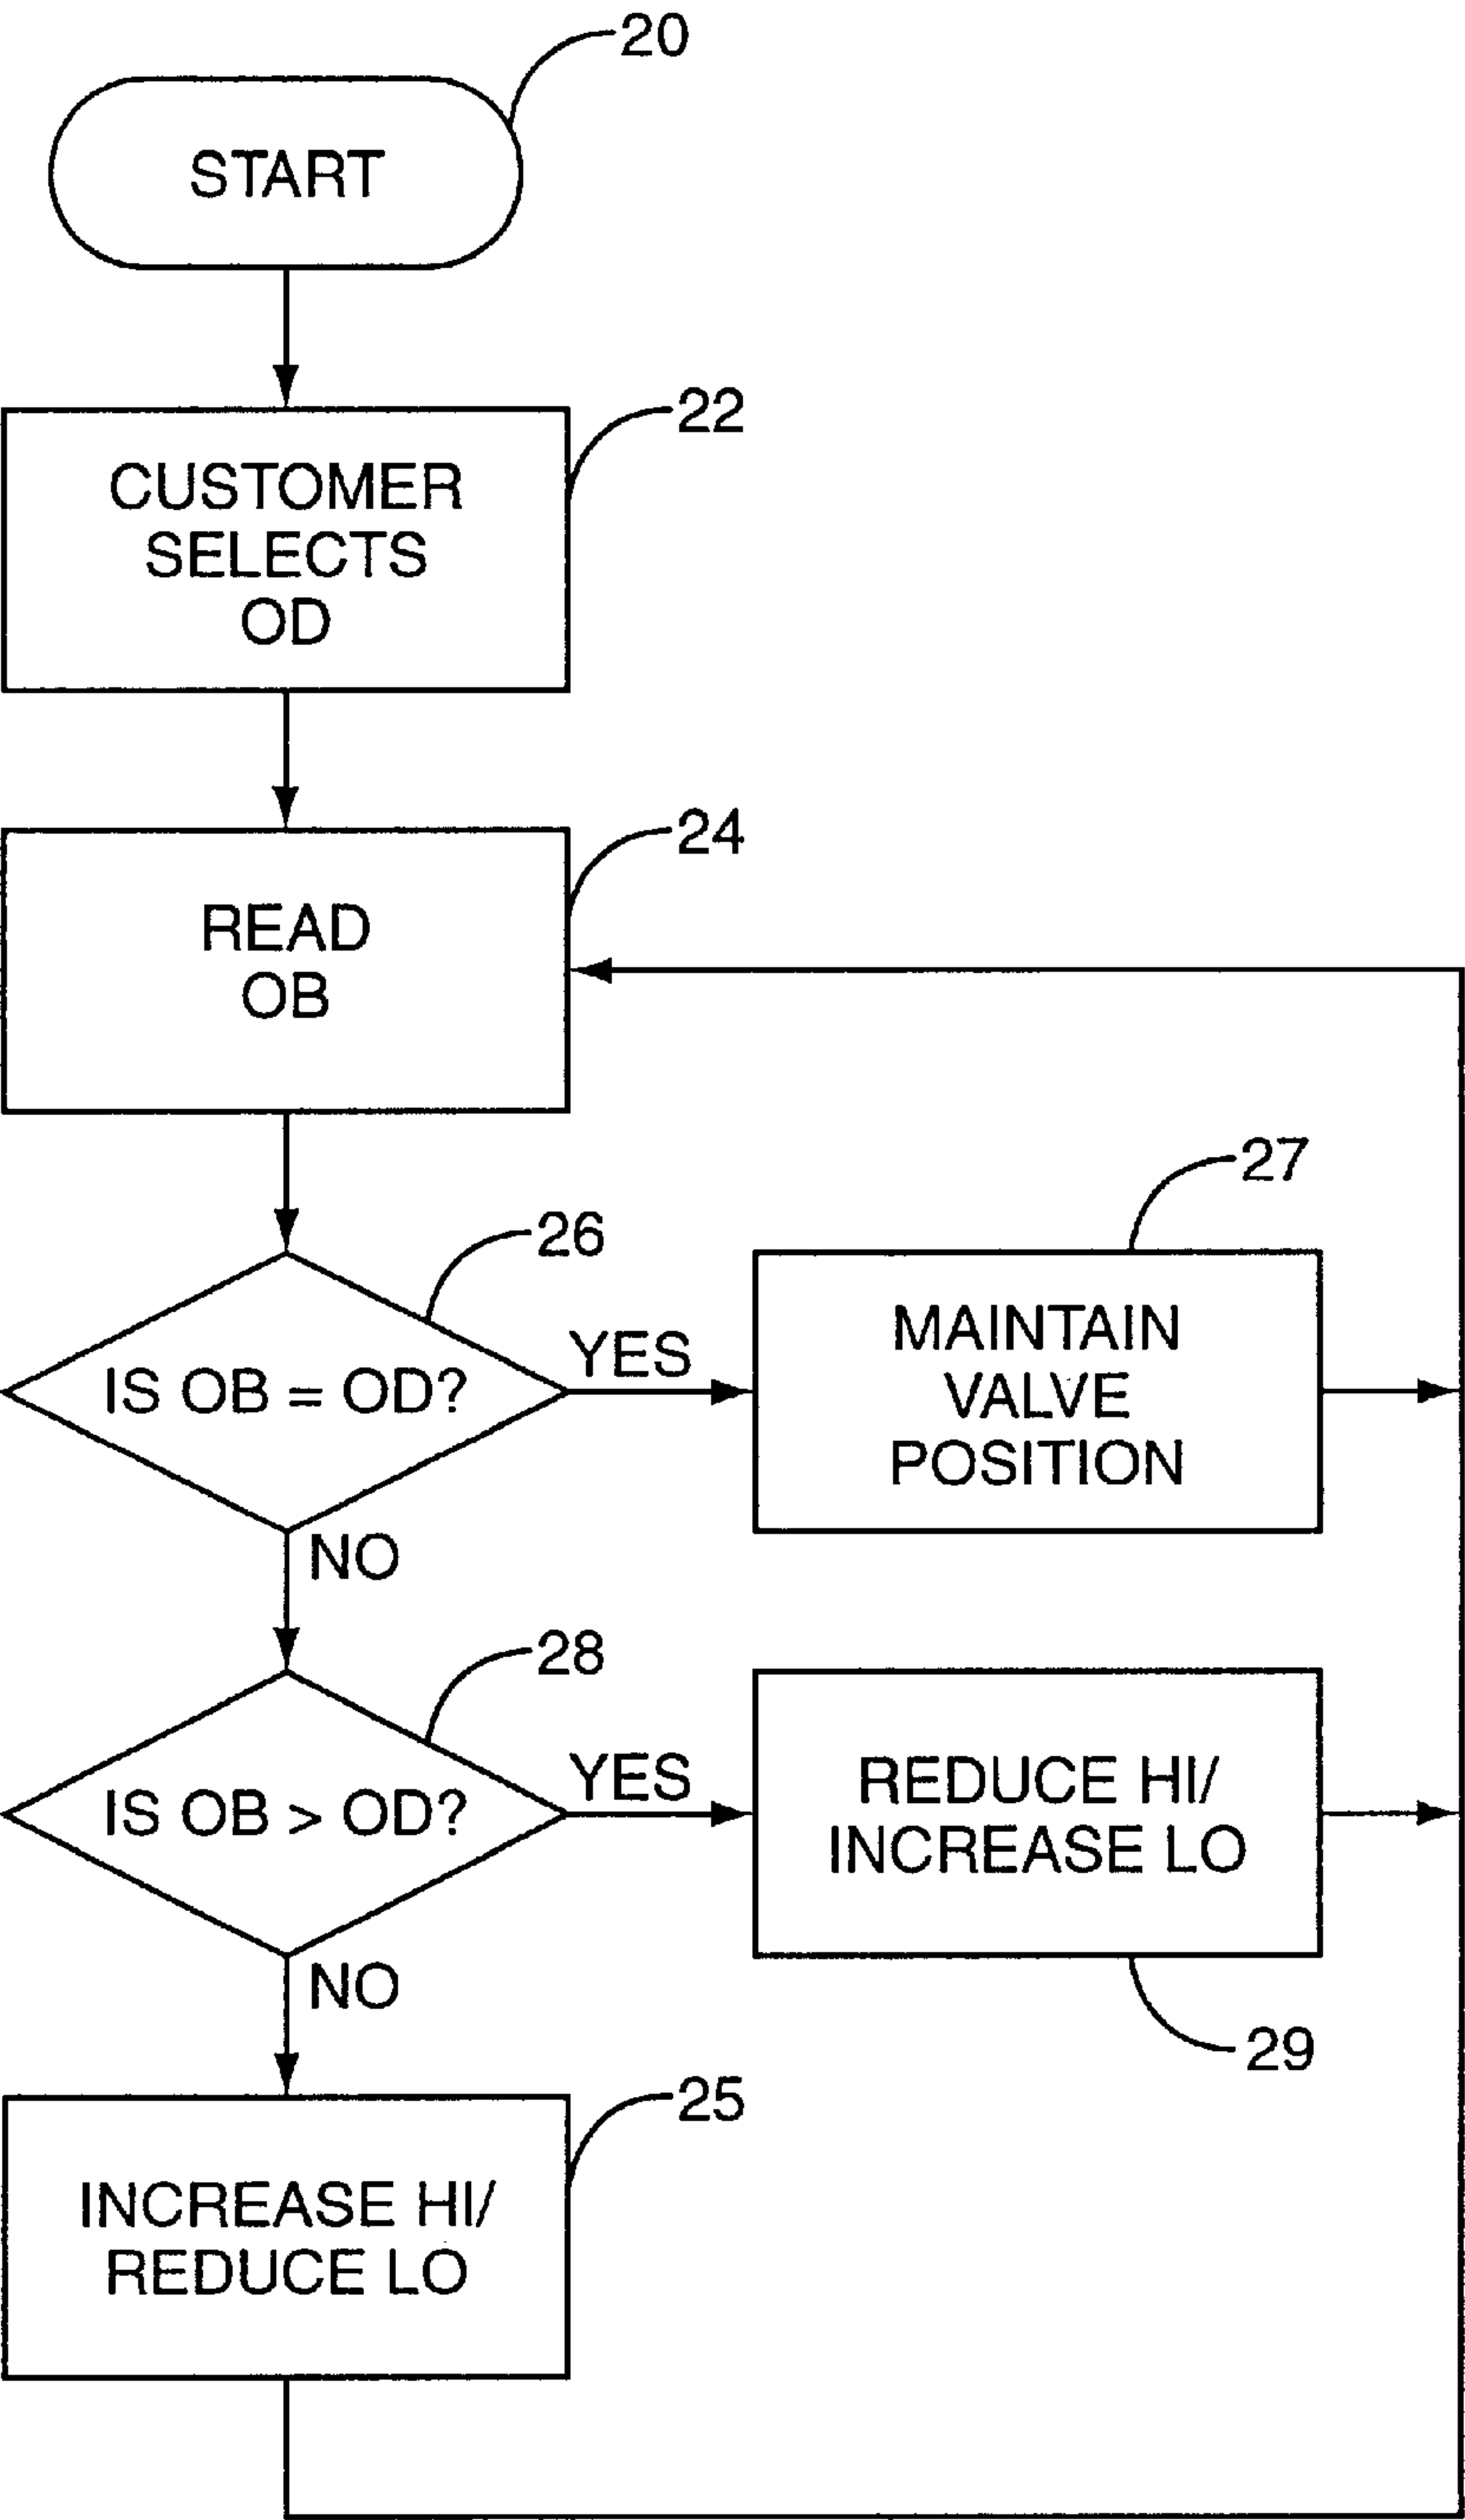 20
START
22
CUSTOMER
SELECTS
OD
24
READ
OB
27
26
YES
MAINTAIN
VALVE
POSITION
IS OB = OD?
NO
28
YES
REDUCE HI/
INCREASE LO
IS OB > OD?
NO
29
25
INCREASE HI/
REDUCE LO